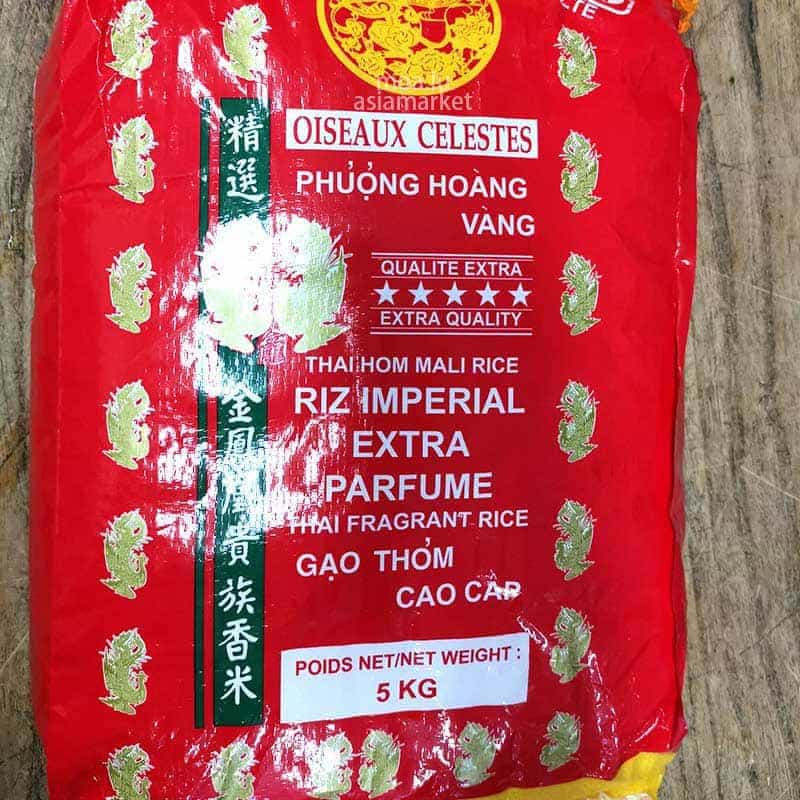 asiamarket
OISEAUX CELESTES
PHƯỢNG HOÀNG
VÀNG
QUALITE EXTRA
EXTRA QUALITY
THAI HOM MALI RICE
RIZ IMPERIAL
EXTRA
PARFUME
THAI FRAGRANT RICE
GẠO THƠM
CAO CAP
POIDS NET/NET WEIGHT :
5 KG
精選
金鳳凰貴族香米